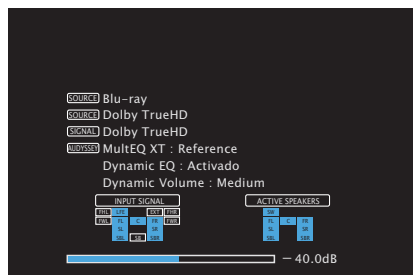 SOURCE Blu-ray
SOURCE Dolby TrueHD
SIGNAL Dolby TrueHD
AUDYSSEY MultEQ XT : Reference
Dynamic EQ : Activado
Dynamic Volume : Medium
INPUT SIGNAL ACTIVE SPEAKERS
FHL LFE EXT FHR SW
FWL FL C FR FWR FL C FR
SL SR SL SR
SBL SB SBR SBL SBR
- 40.0dB